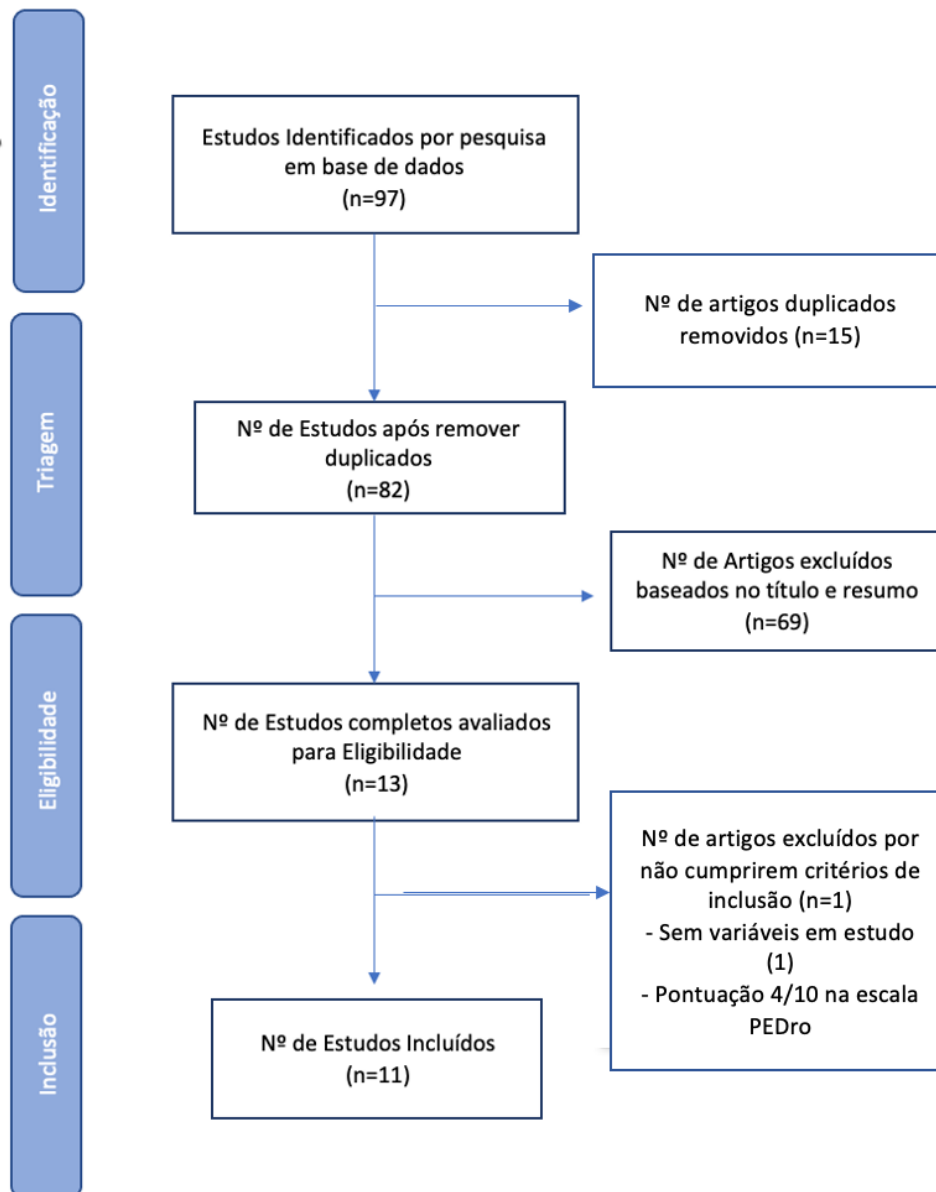 Identificação
Estudos Identificados por pesquisa
em base de dados
(n=97)
Nº de artigos duplicados
removidos (n=15)
Triagem
Nº de Estudos após remover
duplicados
(n=82)
Nº de Artigos excluídos
baseados no título e resumo
(n=69)
Eligibilidade
Nº de Estudos completos avaliados
para Eligibilidade
(n=13)
Nº de artigos excluídos por
não cumprirem critérios de
inclusão (n=1)
- Sem variáveis em estudo
(1)
- Pontuação 4/10 na escala
PEDro
Inclusão
Nº de Estudos Incluídos
(n=11)